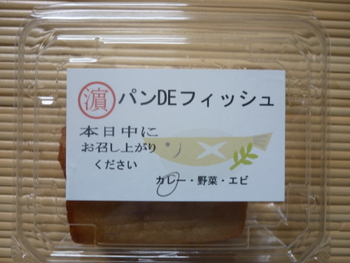 濵 パンDEフィッシュ
本日中に
お召し上がり
ください
カレー・野菜・エビ